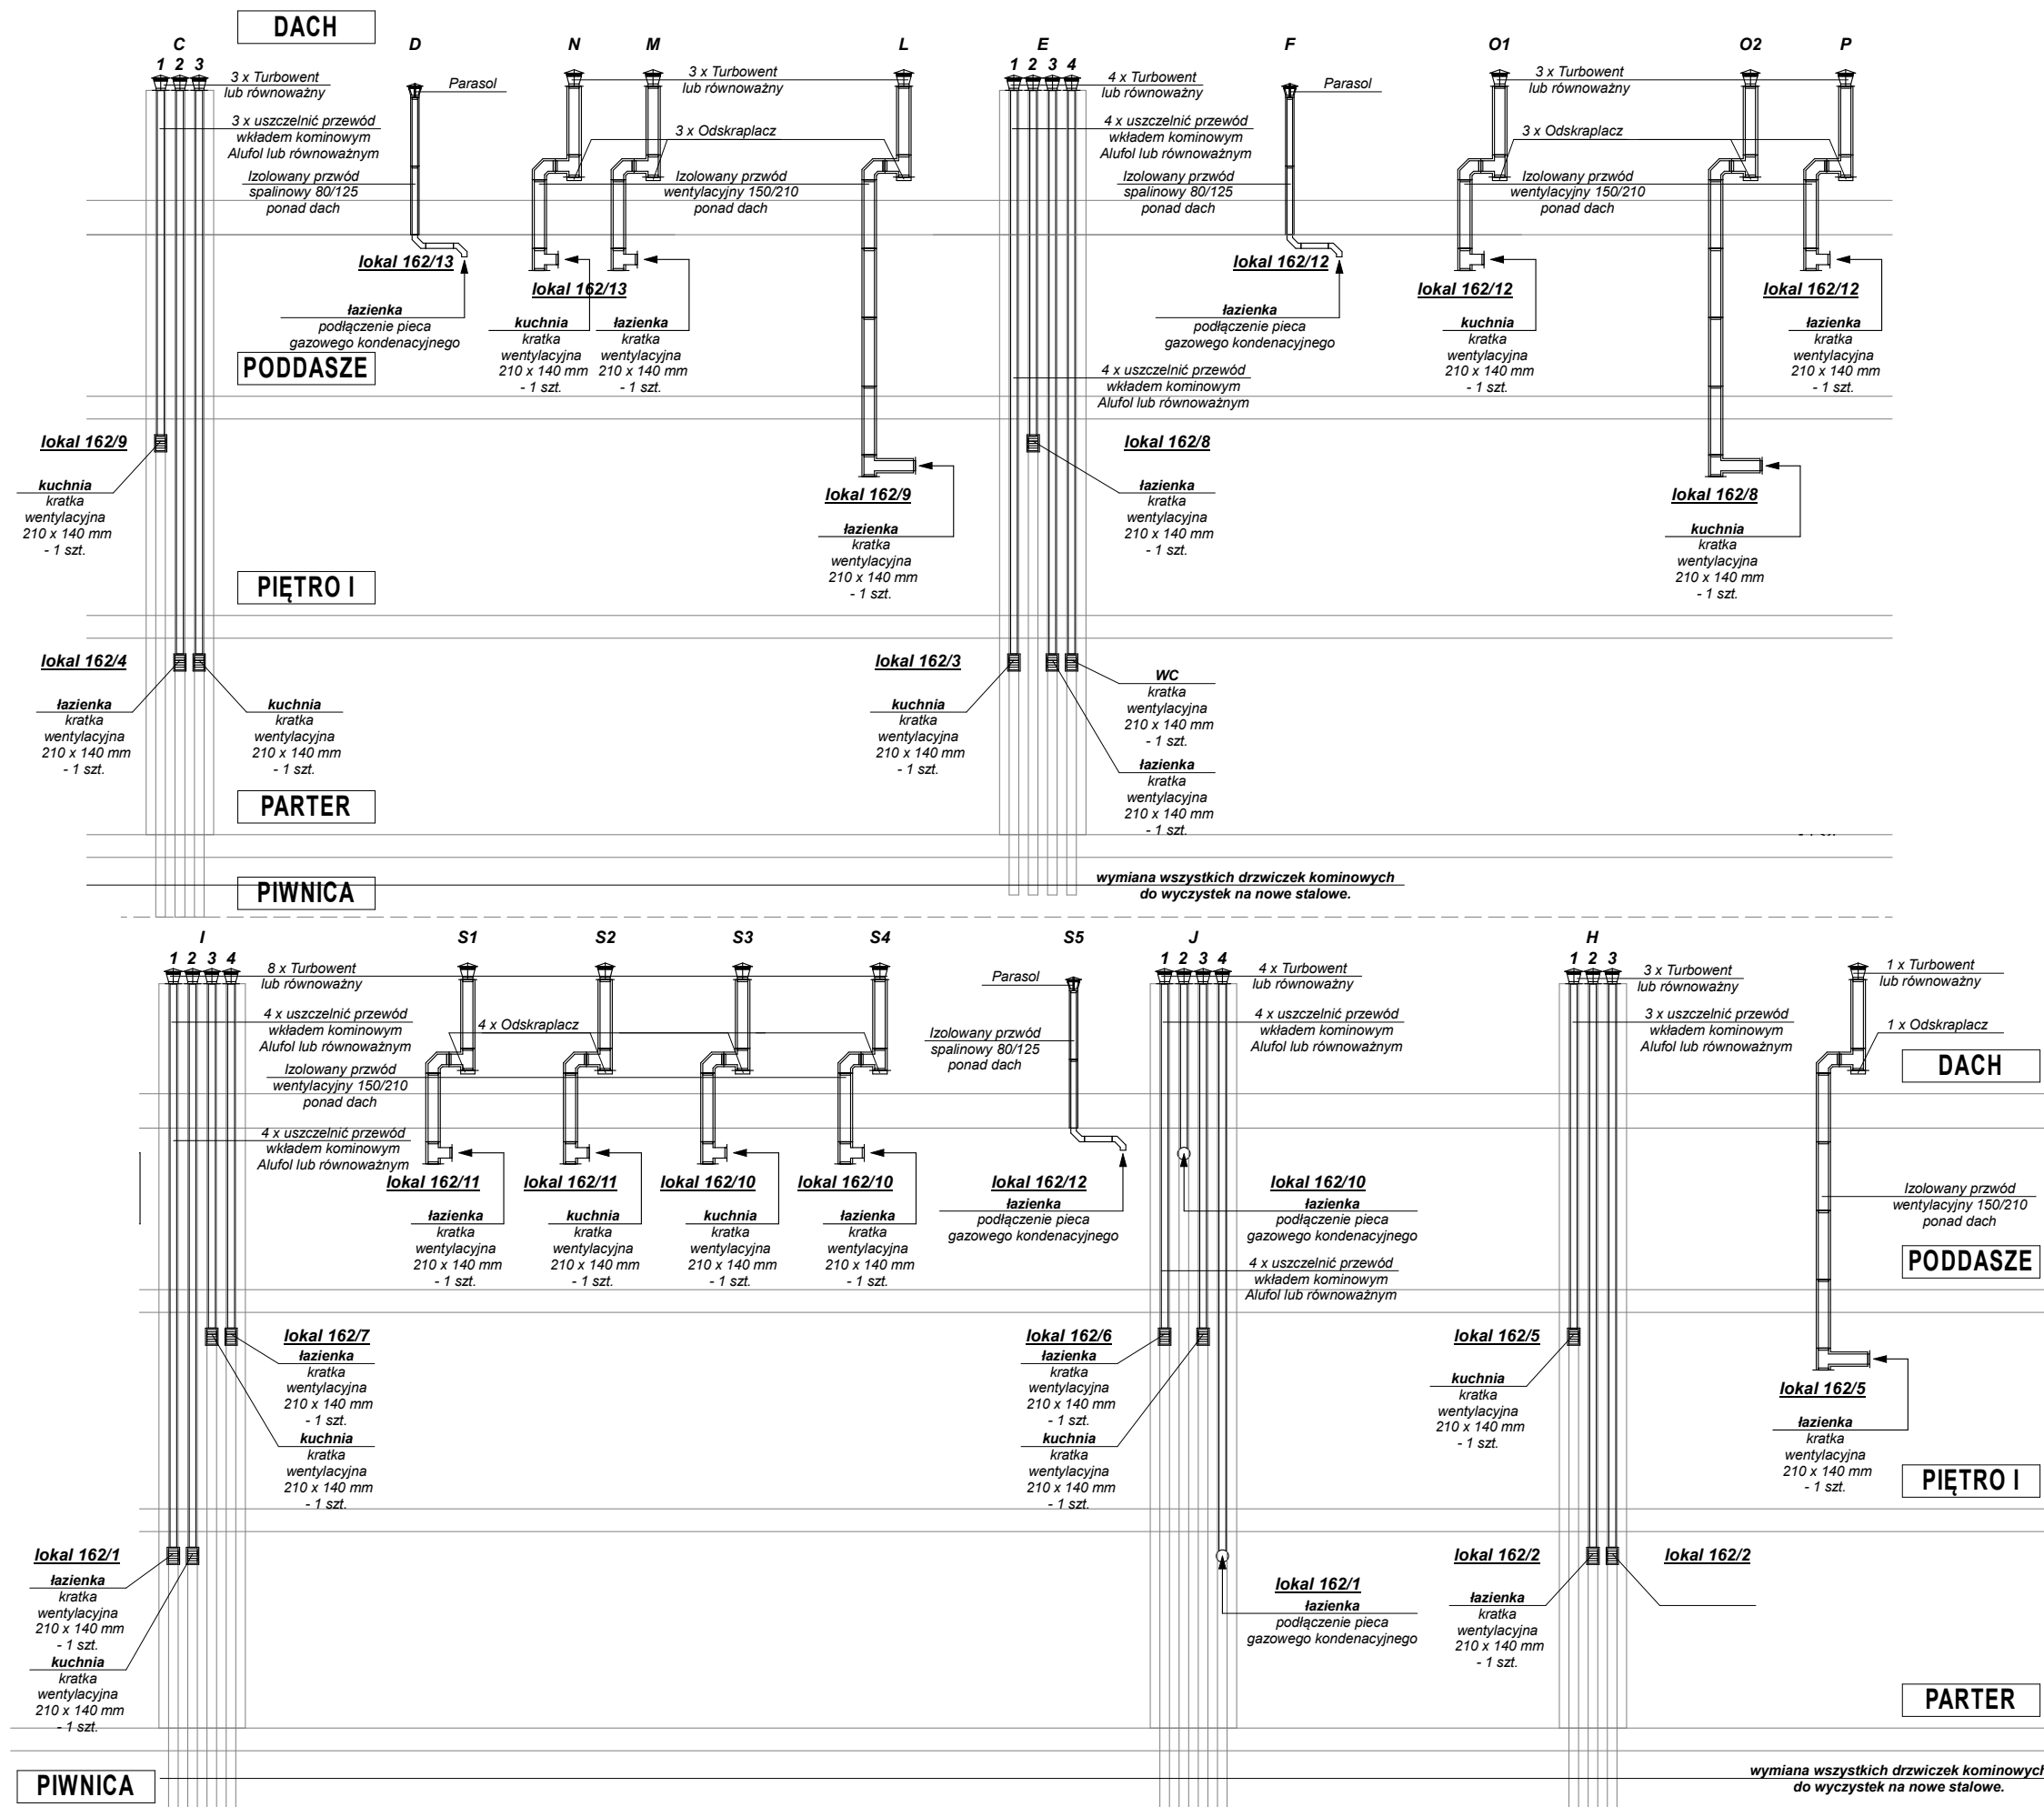 DACH
C
1 2 3
3 x Turbowent
lub równoważny
3 x uszczelnić przewód
wkładem kominowym
Alufol lub równoważnym
D
Parasol
Izolowany przwód
spalinowy 80/125
ponad dach
lokal 162/13
łazienka
podłączenie pieca
gazowego kondenacyjnego
N
M
L
3 x Turbowent
lub równoważny
3 x Odskraplacz
Izolowany przwód
wentylacyjny 150/210
ponad dach
lokal 162/13
kuchnia
kratka
wentylacyjna
210 x 140 mm
- 1 szt.
łazienka
kratka
wentylacyjna
210 x 140 mm
- 1 szt.
lokal 162/9
łazienka
kratka
wentylacyjna
210 x 140 mm
- 1 szt.
E
1 2 3 4
4 x Turbowent
lub równoważny
4 x uszczelnić przewód
wkładem kominowym
Alufol lub równoważnym
F
Parasol
Izolowany przwód
spalinowy 80/125
ponad dach
lokal 162/12
łazienka
podłączenie pieca
gazowego kondenacyjnego
4 x uszczelnić przewód
wkładem kominowym
Alufol lub równoważnym
O1
O2
P
3 x Turbowent
lub równoważny
3 x Odskraplacz
Izolowany przwód
wentylacyjny 150/210
ponad dach
lokal 162/12
kuchnia
kratka
wentylacyjna
210 x 140 mm
- 1 szt.
lokal 162/12
łazienka
kratka
wentylacyjna
210 x 140 mm
- 1 szt.
lokal 162/8
kuchnia
kratka
wentylacyjna
210 x 140 mm
- 1 szt.
PODDASZE
lokal 162/9
kuchnia
kratka
wentylacyjna
210 x 140 mm
- 1 szt.
lokal 162/8
łazienka
kratka
wentylacyjna
210 x 140 mm
- 1 szt.
PIĘTRO I
lokal 162/4
łazienka
kratka
wentylacyjna
210 x 140 mm
- 1 szt.
kuchnia
kratka
wentylacyjna
210 x 140 mm
- 1 szt.
lokal 162/3
kuchnia
kratka
wentylacyjna
210 x 140 mm
- 1 szt.
WC
kratka
wentylacyjna
210 x 140 mm
- 1 szt.
łazienka
kratka
wentylacyjna
210 x 140 mm
- 1 szt.
PARTER
PIWNICA
wymiana wszystkich drzwiczek kominowych
do wyczystek na nowe stalowe.
I
1 2 3 4
8 x Turbowent
lub równoważny
4 x uszczelnić przewód
wkładem kominowym
Alufol lub równoważnym
S1
S2
S3
S4
4 x Odskraplacz
Izolowany przwód
wentylacyjny 150/210
ponad dach
4 x uszczelnić przewód
wkładem kominowym
Alufol lub równoważnym
lokal 162/11
łazienka
kratka
wentylacyjna
210 x 140 mm
- 1 szt.
lokal 162/11
kuchnia
kratka
wentylacyjna
210 x 140 mm
- 1 szt.
lokal 162/10
kuchnia
kratka
wentylacyjna
210 x 140 mm
- 1 szt.
lokal 162/10
łazienka
kratka
wentylacyjna
210 x 140 mm
- 1 szt.
S5
Parasol
Izolowany przwód
spalinowy 80/125
ponad dach
lokal 162/12
łazienka
podłączenie pieca
gazowego kondenacyjnego
J
1 2 3 4
4 x Turbowent
lub równoważny
4 x uszczelnić przewód
wkładem kominowym
Alufol lub równoważnym
lokal 162/10
łazienka
podłączenie pieca
gazowego kondenacyjnego
4 x uszczelnić przewód
wkładem kominowym
Alufol lub równoważnym
H
1 2 3
3 x Turbowent
lub równoważny
3 x uszczelnić przewód
wkładem kominowym
Alufol lub równoważnym
1 x Turbowent
lub równoważny
1 x Odskraplacz
DACH
Izolowany przwód
wentylacyjny 150/210
ponad dach
PODDASZE
lokal 162/7
łazienka
kratka
wentylacyjna
210 x 140 mm
- 1 szt.
kuchnia
kratka
wentylacyjna
210 x 140 mm
- 1 szt.
lokal 162/6
łazienka
kratka
wentylacyjna
210 x 140 mm
- 1 szt.
kuchnia
kratka
wentylacyjna
210 x 140 mm
- 1 szt.
lokal 162/5
kuchnia
kratka
wentylacyjna
210 x 140 mm
- 1 szt.
lokal 162/5
łazienka
kratka
wentylacyjna
210 x 140 mm
- 1 szt.
PIĘTRO I
lokal 162/1
łazienka
kratka
wentylacyjna
210 x 140 mm
- 1 szt.
kuchnia
kratka
wentylacyjna
210 x 140 mm
- 1 szt.
lokal 162/1
łazienka
podłączenie pieca
gazowego kondenacyjnego
lokal 162/2
łazienka
kratka
wentylacyjna
210 x 140 mm
- 1 szt.
lokal 162/2
PARTER
PIWNICA
wymiana wszystkich drzwiczek kominowych
do wyczystek na nowe stalowe.